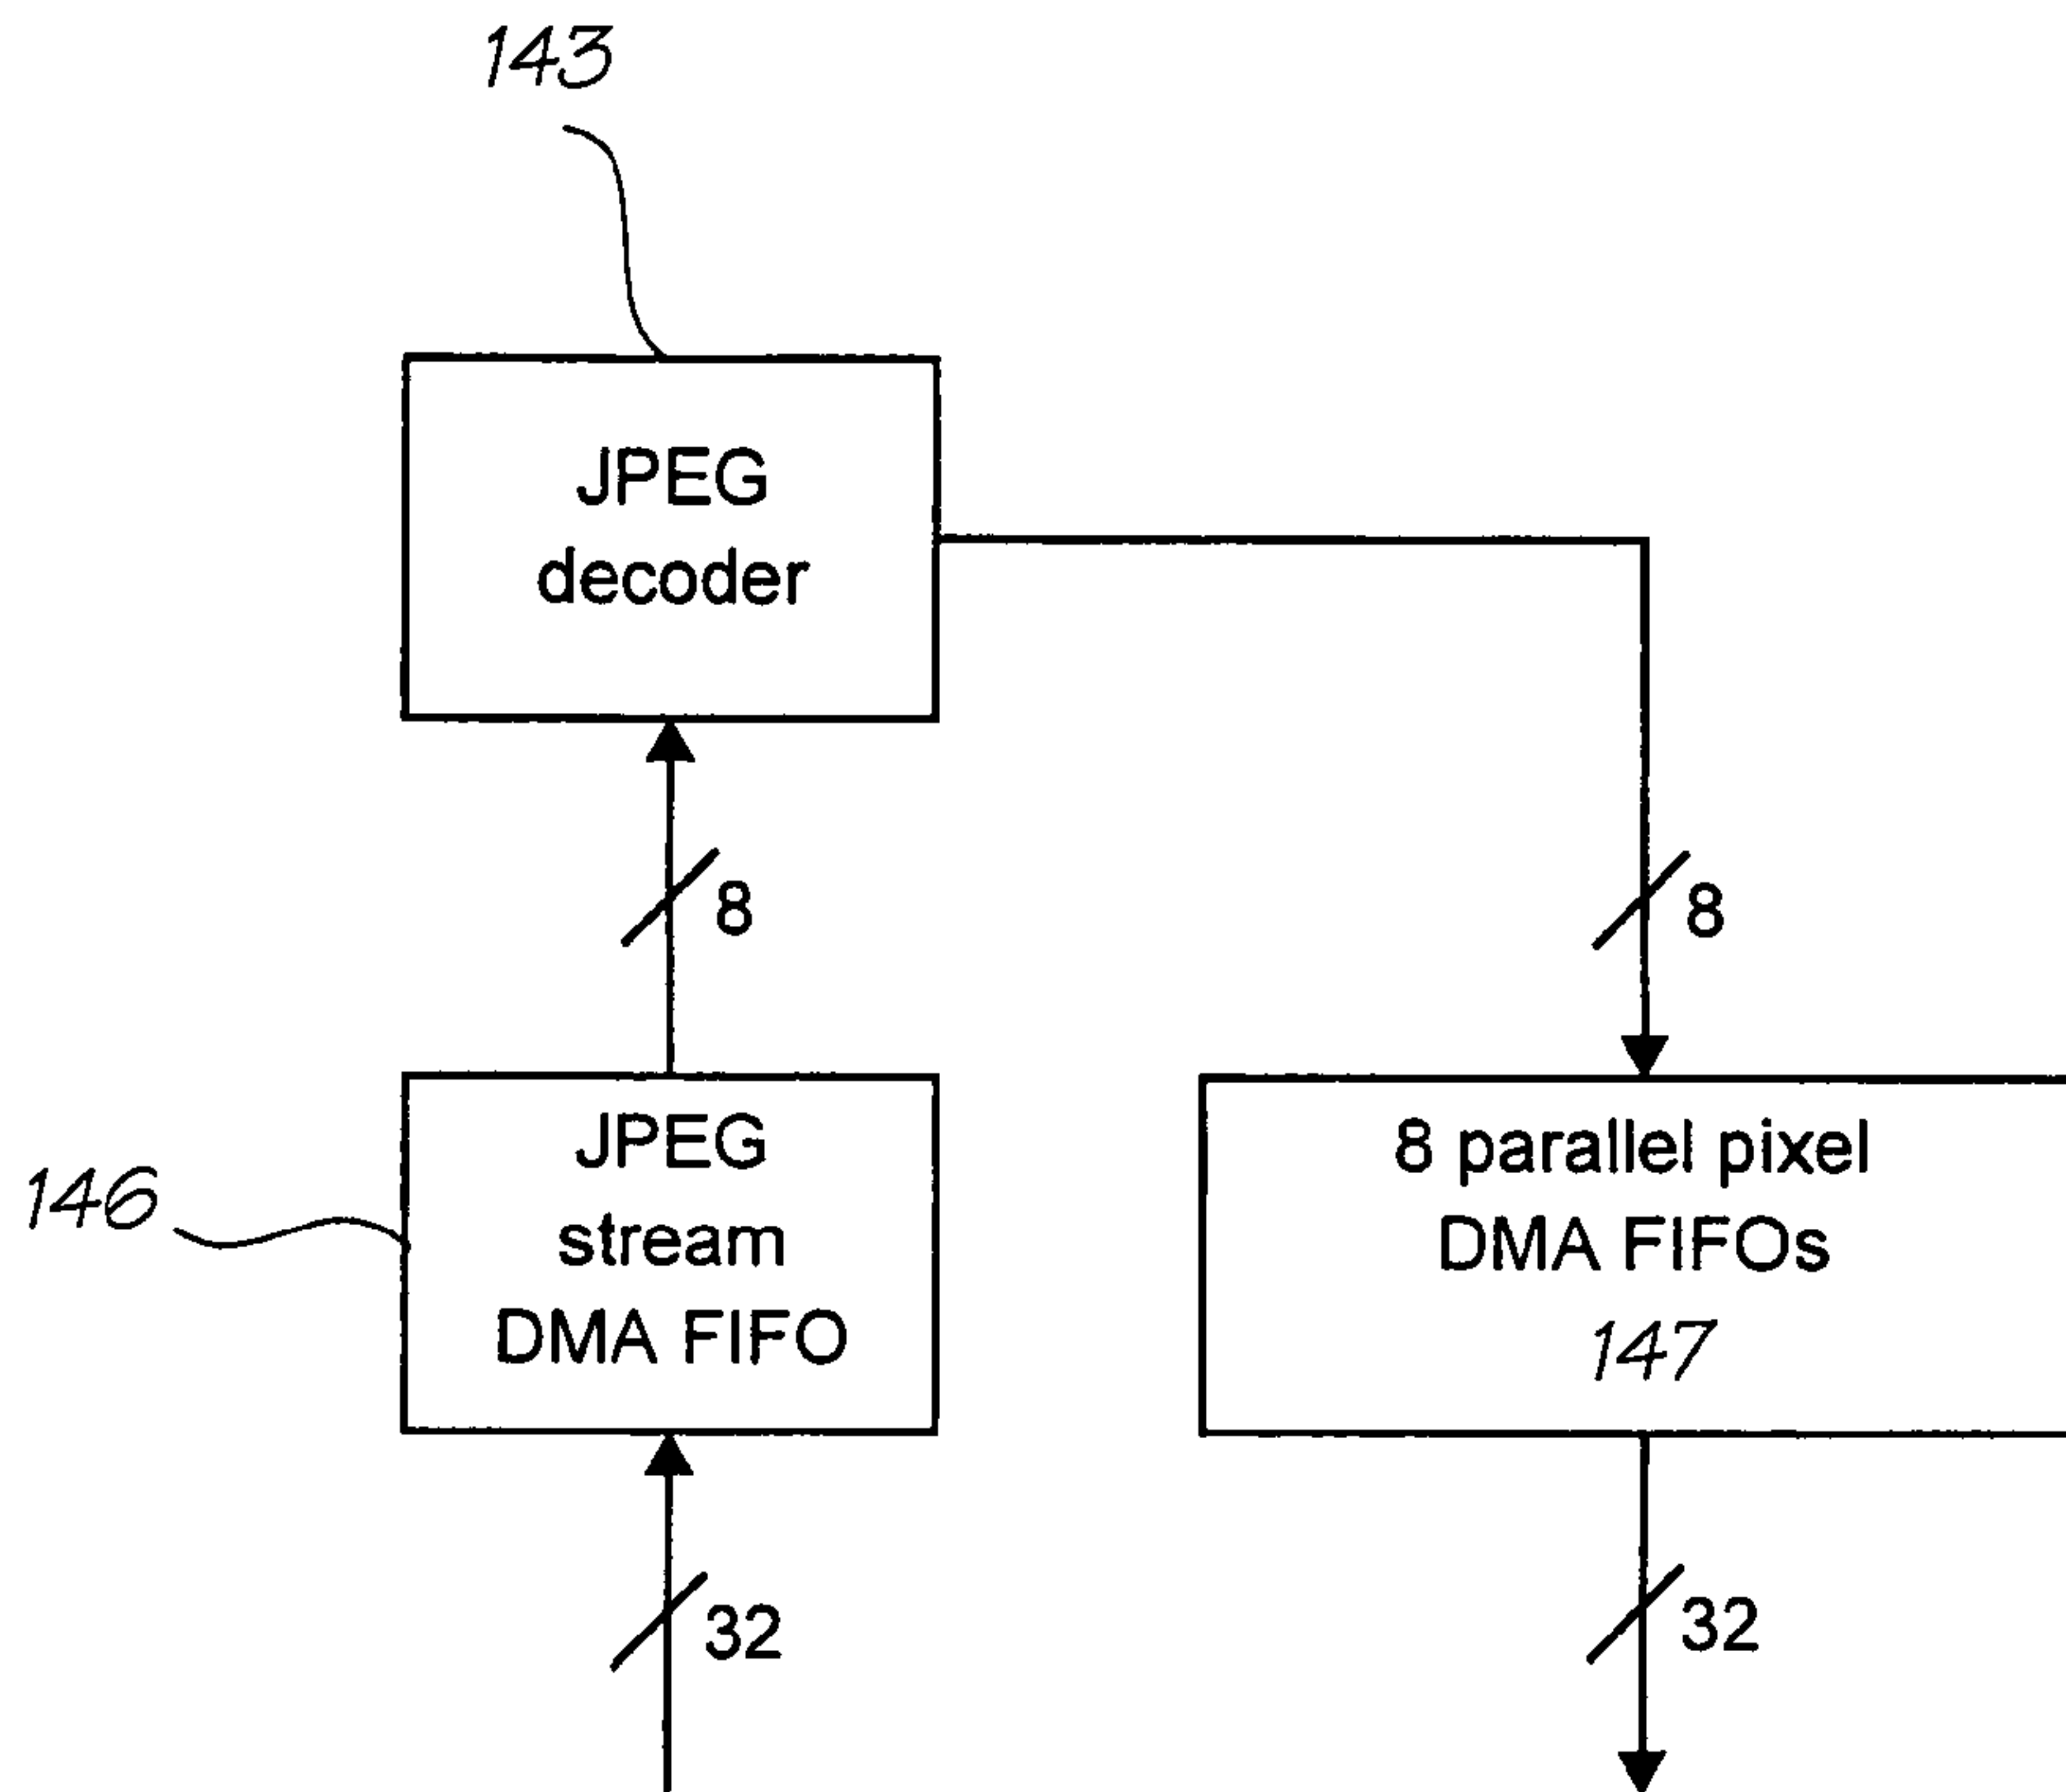 143
JPEG
decoder
8
8
146
JPEG
stream
DMA FIFO
8 parallel pixel
DMA FIFOs
147
32
32